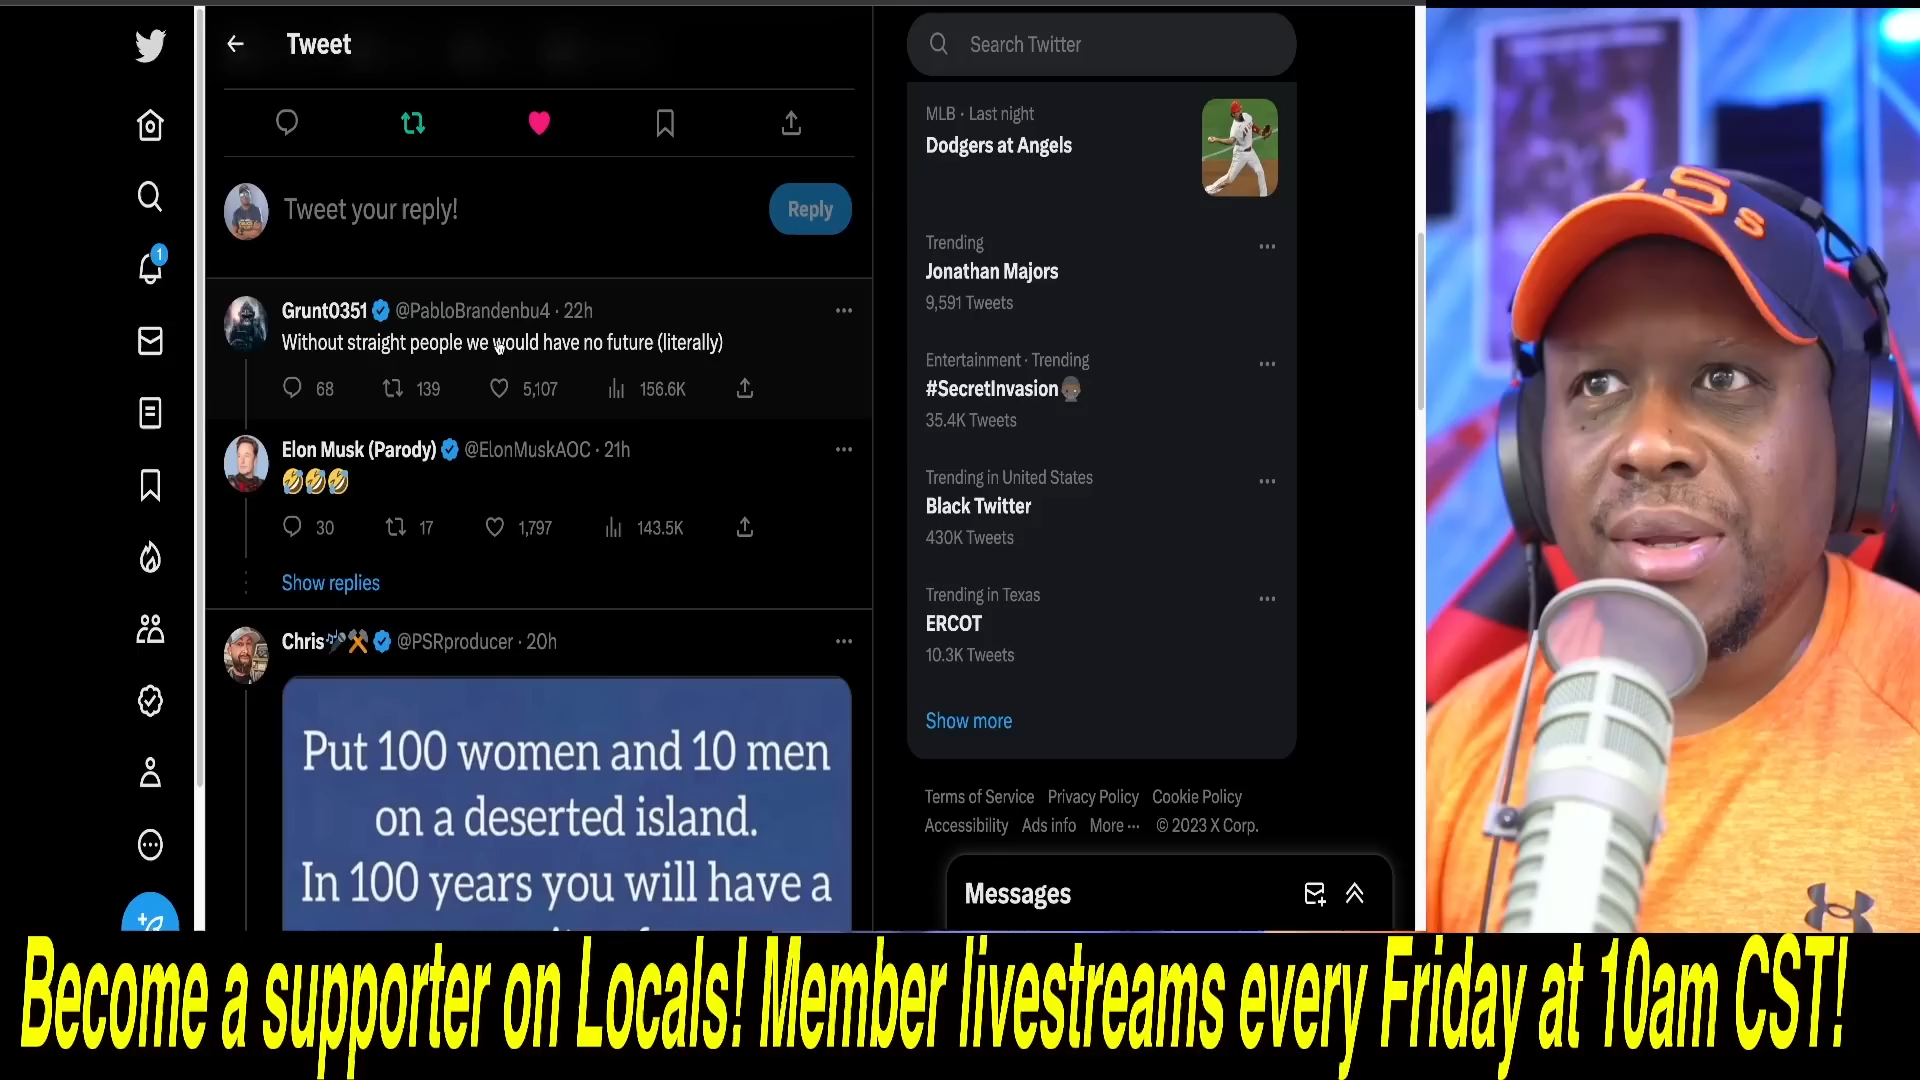 Tweet
Tweet your reply!
Reply
Grunt0351 @PabloBrandenbu4 · 22h
Without straight people we would have no future (literally)
68 139 5,107 156.6K
Elon Musk (Parody) @ElonMuskAOC · 21h
🤣🤣🤣
30 17 1,797 143.5K
Show replies
Chris @PSRproducer · 20h
Put 100 women and 10 men
on a deserted island.
In 100 years you will have a
Search Twitter
MLB · Last night
Dodgers at Angels
Trending
Jonathan Majors
9,591 Tweets
Entertainment · Trending
#SecretInvasion
35.4K Tweets
Trending in United States
Black Twitter
430K Tweets
Trending in Texas
ERCOT
10.3K Tweets
Show more
Terms of Service Privacy Policy Cookie Policy
Accessibility Ads info More ··· © 2023 X Corp.
Messages
1
Become a supporter on Locals! Member livestreams every Friday at 10am CST!